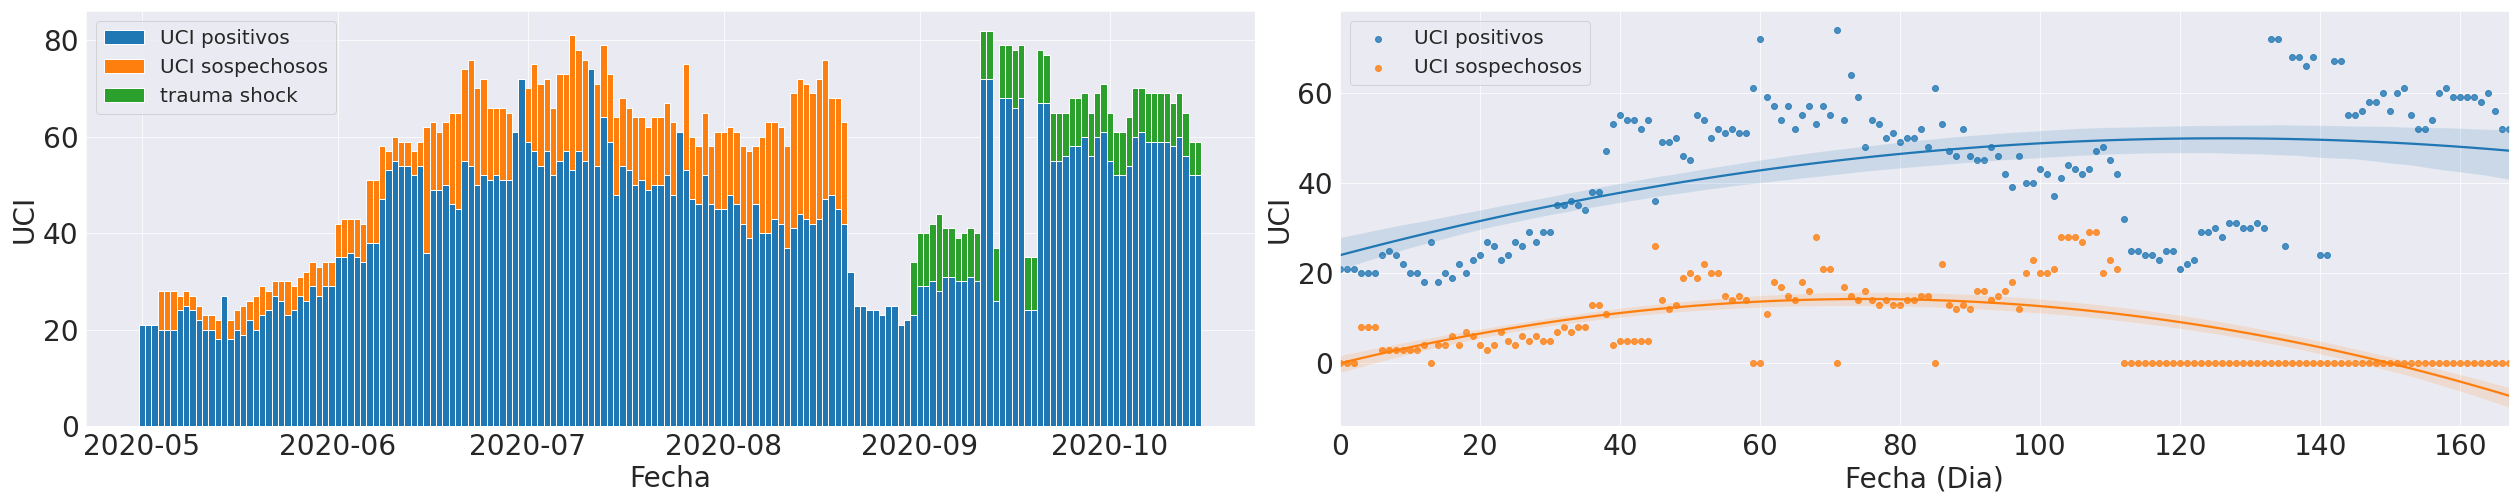 UCI positivos
UCI sospechosos
trauma shock
80
60
40
20
0
UCI
2020-05 2020-06 2020-07 2020-08 2020-09 2020-10
Fecha
UCI positivos
UCI sospechosos
60
40
20
0
UCI
0 20 40 60 80 100 120 140 160
Fecha (Dia)